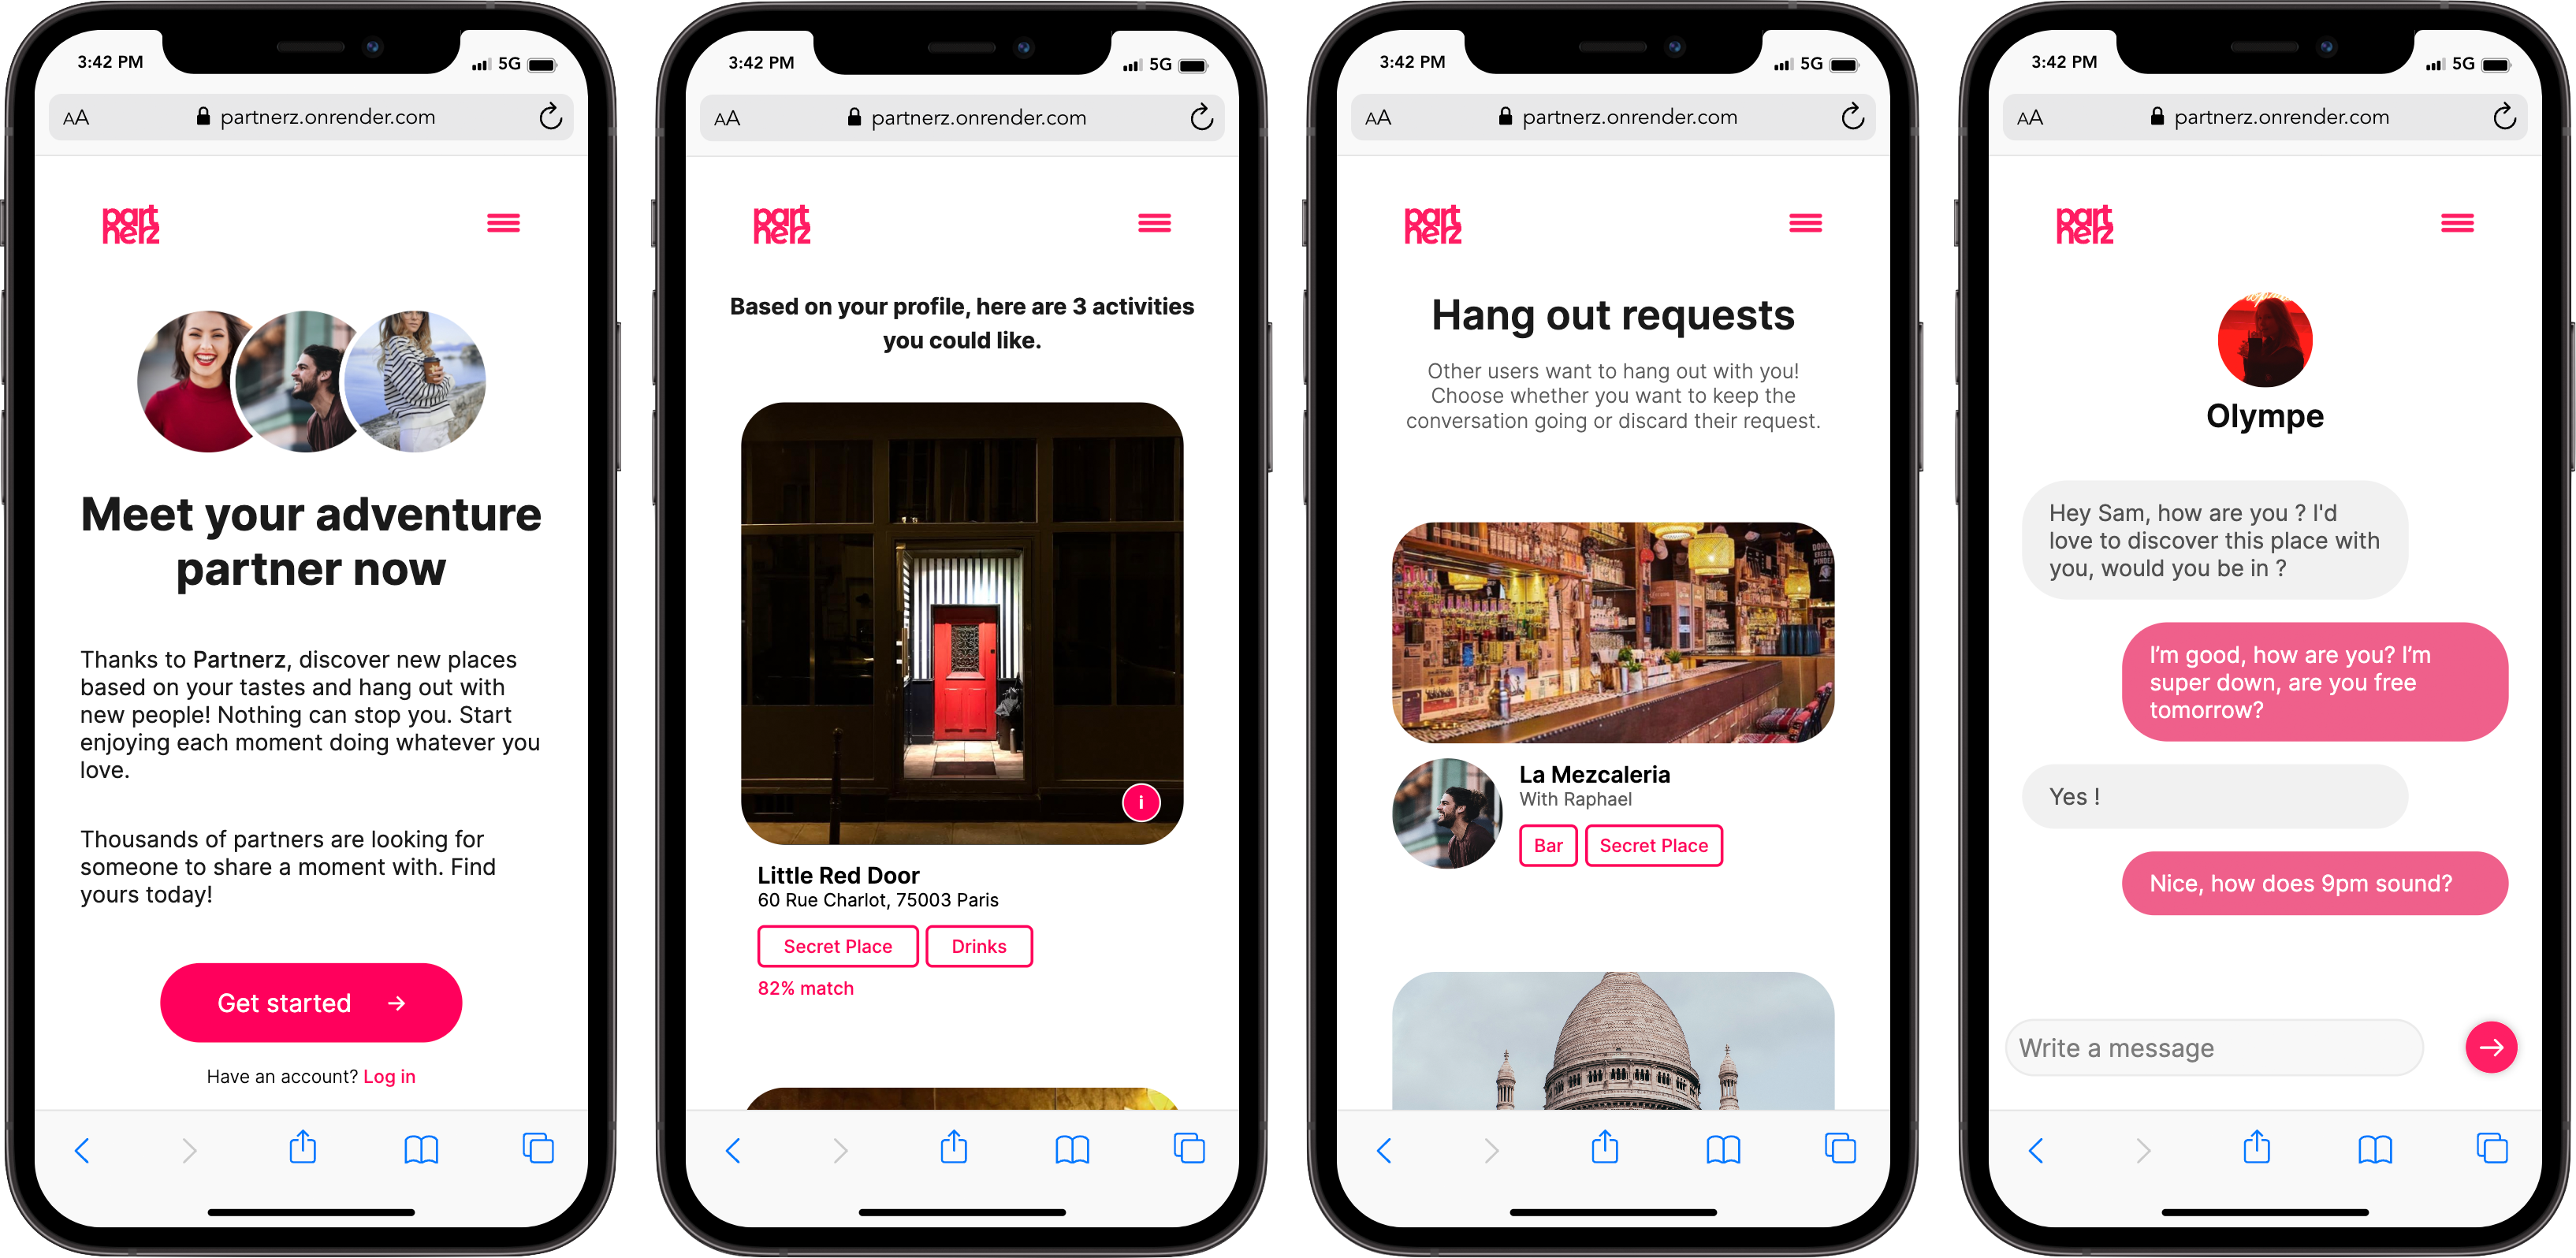 3:42 PM
5G
AA
partnerz.onrender.com
part
nerz
Meet your adventure
partner now
Thanks to Partnerz, discover new places
based on your tastes and hang out with
new people! Nothing can stop you. Start
enjoying each moment doing whatever you
love.
Thousands of partners are looking for
someone to share a moment with. Find
yours today!
Get started →
Have an account? Log in
3:42 PM
5G
AA
partnerz.onrender.com
part
nerz
Based on your profile, here are 3 activities
you could like.
i
Little Red Door
60 Rue Charlot, 75003 Paris
Secret Place
Drinks
82% match
3:42 PM
5G
AA
partnerz.onrender.com
part
nerz
Hang out requests
Other users want to hang out with you!
Choose whether you want to keep the
conversation going or discard their request.
La Mezcaleria
With Raphael
Bar
Secret Place
3:42 PM
5G
AA
partnerz.onrender.com
part
nerz
Olympe
Hey Sam, how are you ? I'd
love to discover this place with
you, would you be in ?
I’m good, how are you? I’m
super down, are you free
tomorrow?
Yes !
Nice, how does 9pm sound?
Write a message